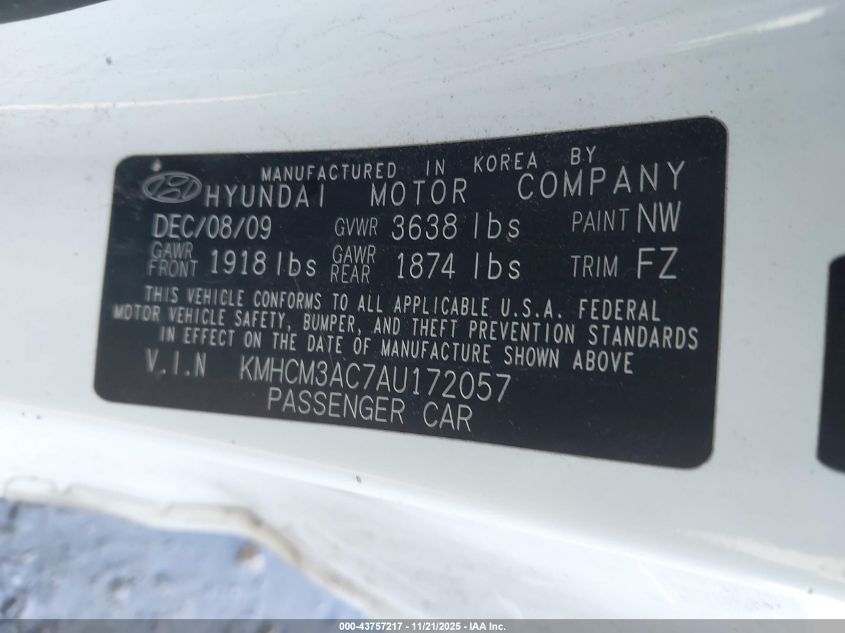 MANUFACTURED IN KOREA BY
HYUNDAI MOTOR COMPANY
DEC/08/09 GVWR 3638 lbs PAINT NW
GAWR FRONT 1918 lbs GAWR REAR 1874 lbs TRIM FZ
THIS VEHICLE CONFORMS TO ALL APPLICABLE U.S.A. FEDERAL
MOTOR VEHICLE SAFETY, BUMPER, AND THEFT PREVENTION STANDARDS
IN EFFECT ON THE DATE OF MANUFACTURE SHOWN ABOVE
V.I.N KMHCM3AC7AU172057
PASSENGER CAR
000-43757217 - 11/21/2025 - IAA Inc.